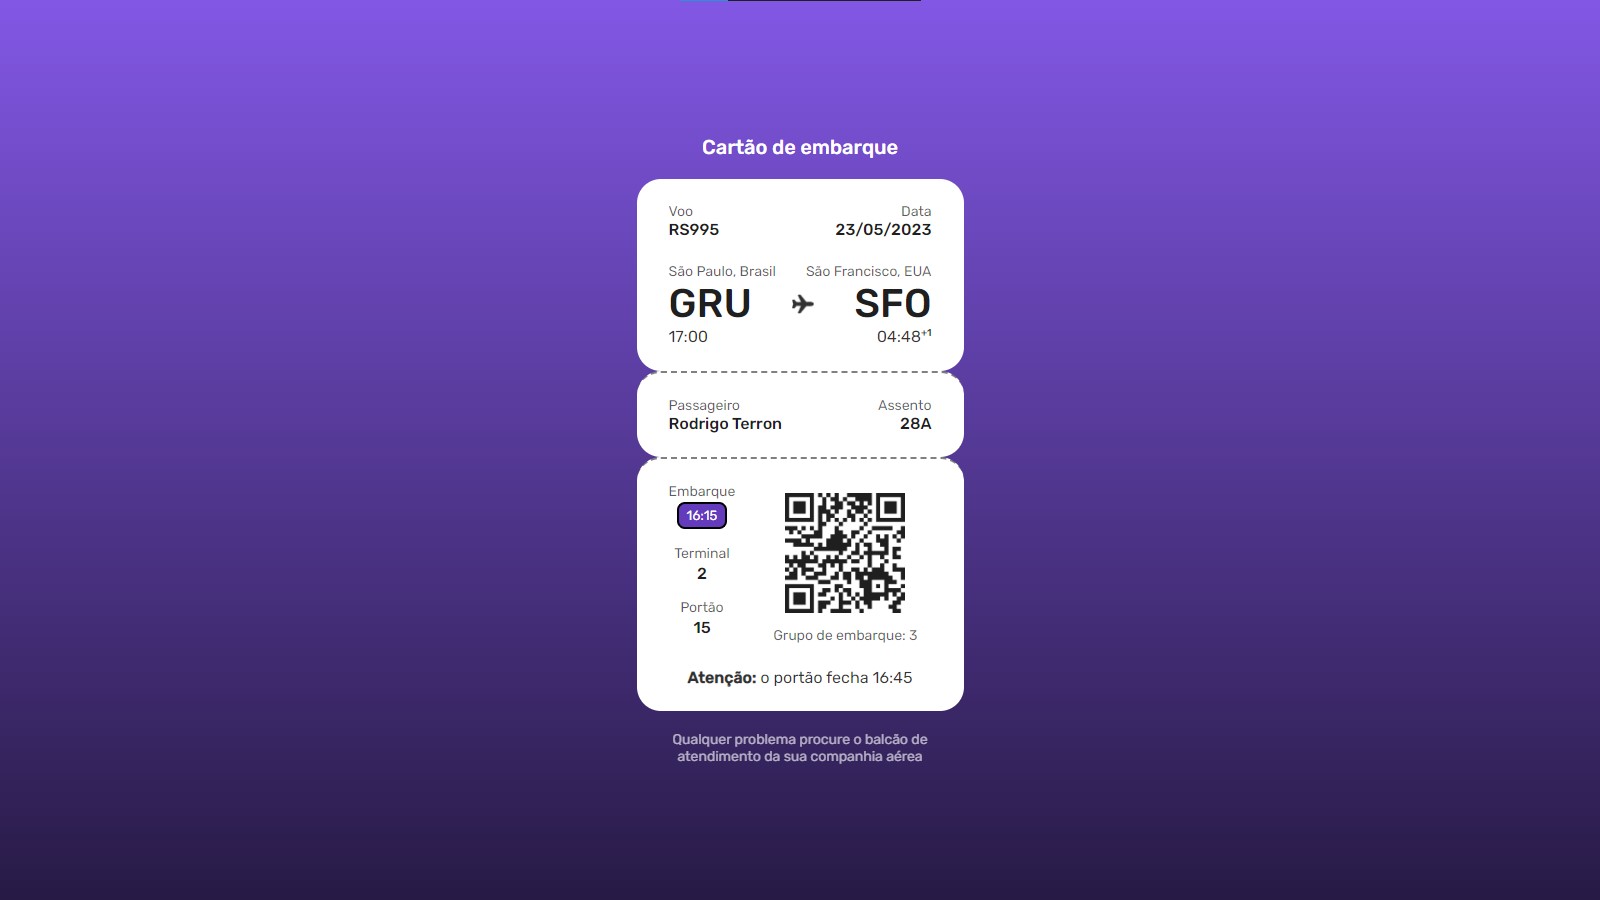 Cartão de embarque
Voo
Data
RS995
23/05/2023
São Paulo, Brasil
São Francisco, EUA
GRU
SFO
17:00
04:48+1
Passageiro
Assento
Rodrigo Terron
28A
Embarque
16:15
Terminal
2
Portão
15
Grupo de embarque: 3
Atenção: o portão fecha 16:45
Qualquer problema procure o balcão de
atendimento da sua companhia aérea